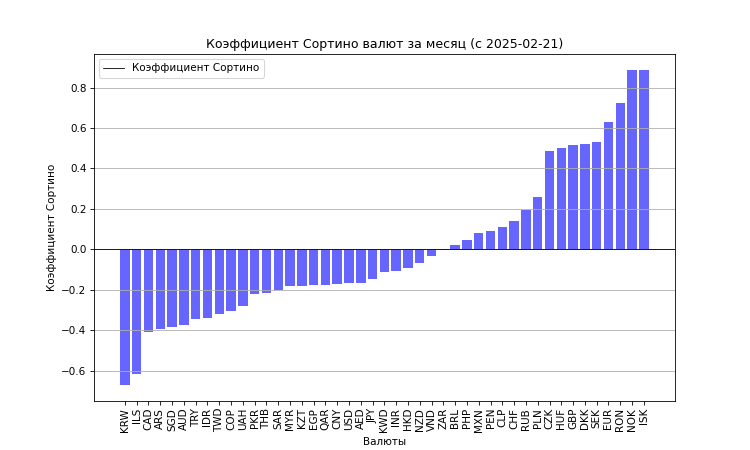 Коэффициент Сортино валют за месяц (с 2025-02-21)
Коэффициент Сортино
Коэффициент Сортино
0.8
0.6
0.4
0.2
0.0
−0.2
−0.4
−0.6
KRW
ILS
CAD
ARS
SGD
AUD
TRY
IDR
TWD
COP
UAH
PKR
THB
SAR
MYR
KZT
EGP
QAR
CNY
USD
AED
JPY
KWD
INR
HKD
NZD
VND
ZAR
BRL
PHP
MXN
PEN
CLP
CHF
RUB
PLN
CZK
HUF
GBP
DKK
SEK
EUR
RON
NOK
ISK
Валюты